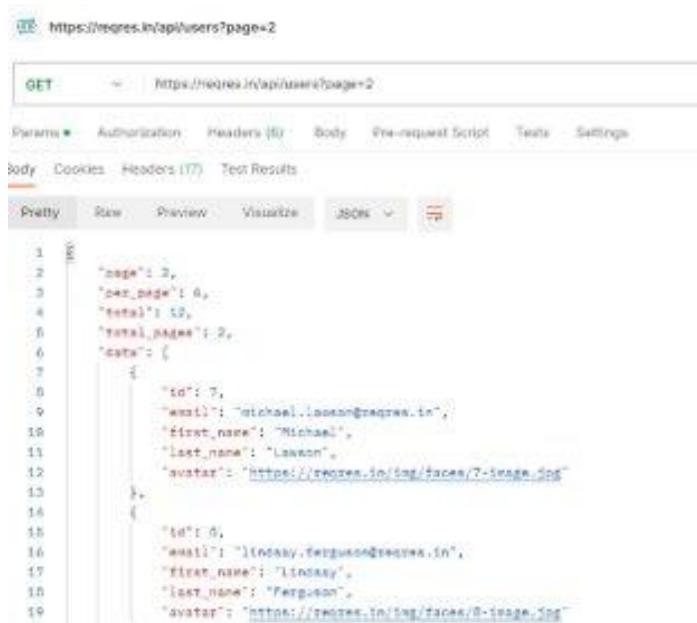 https://reqres.in/api/users?page=2
GET https://reqres.in/api/users?page=2
Params Authorization Headers (6) Body Pre-request Script Tests Settings
Body Cookies Headers (17) Test Results
Pretty Raw Preview Visualize JSON
1 {
2 "page": 2,
3 "per_page": 6,
4 "total": 12,
5 "total_pages": 2,
6 "data": [
7 {
8 "id": 7,
9 "email": "michael.lawson@reqres.in",
10 "first_name": "Michael",
11 "last_name": "Lawson",
12 "avatar": "https://reqres.in/img/faces/7-image.jpg"
13 },
14 {
15 "id": 8,
16 "email": "lindsay.ferguson@reqres.in",
17 "first_name": "Lindsay",
18 "last_name": "Ferguson",
19 "avatar": "https://reqres.in/img/faces/8-image.jpg"